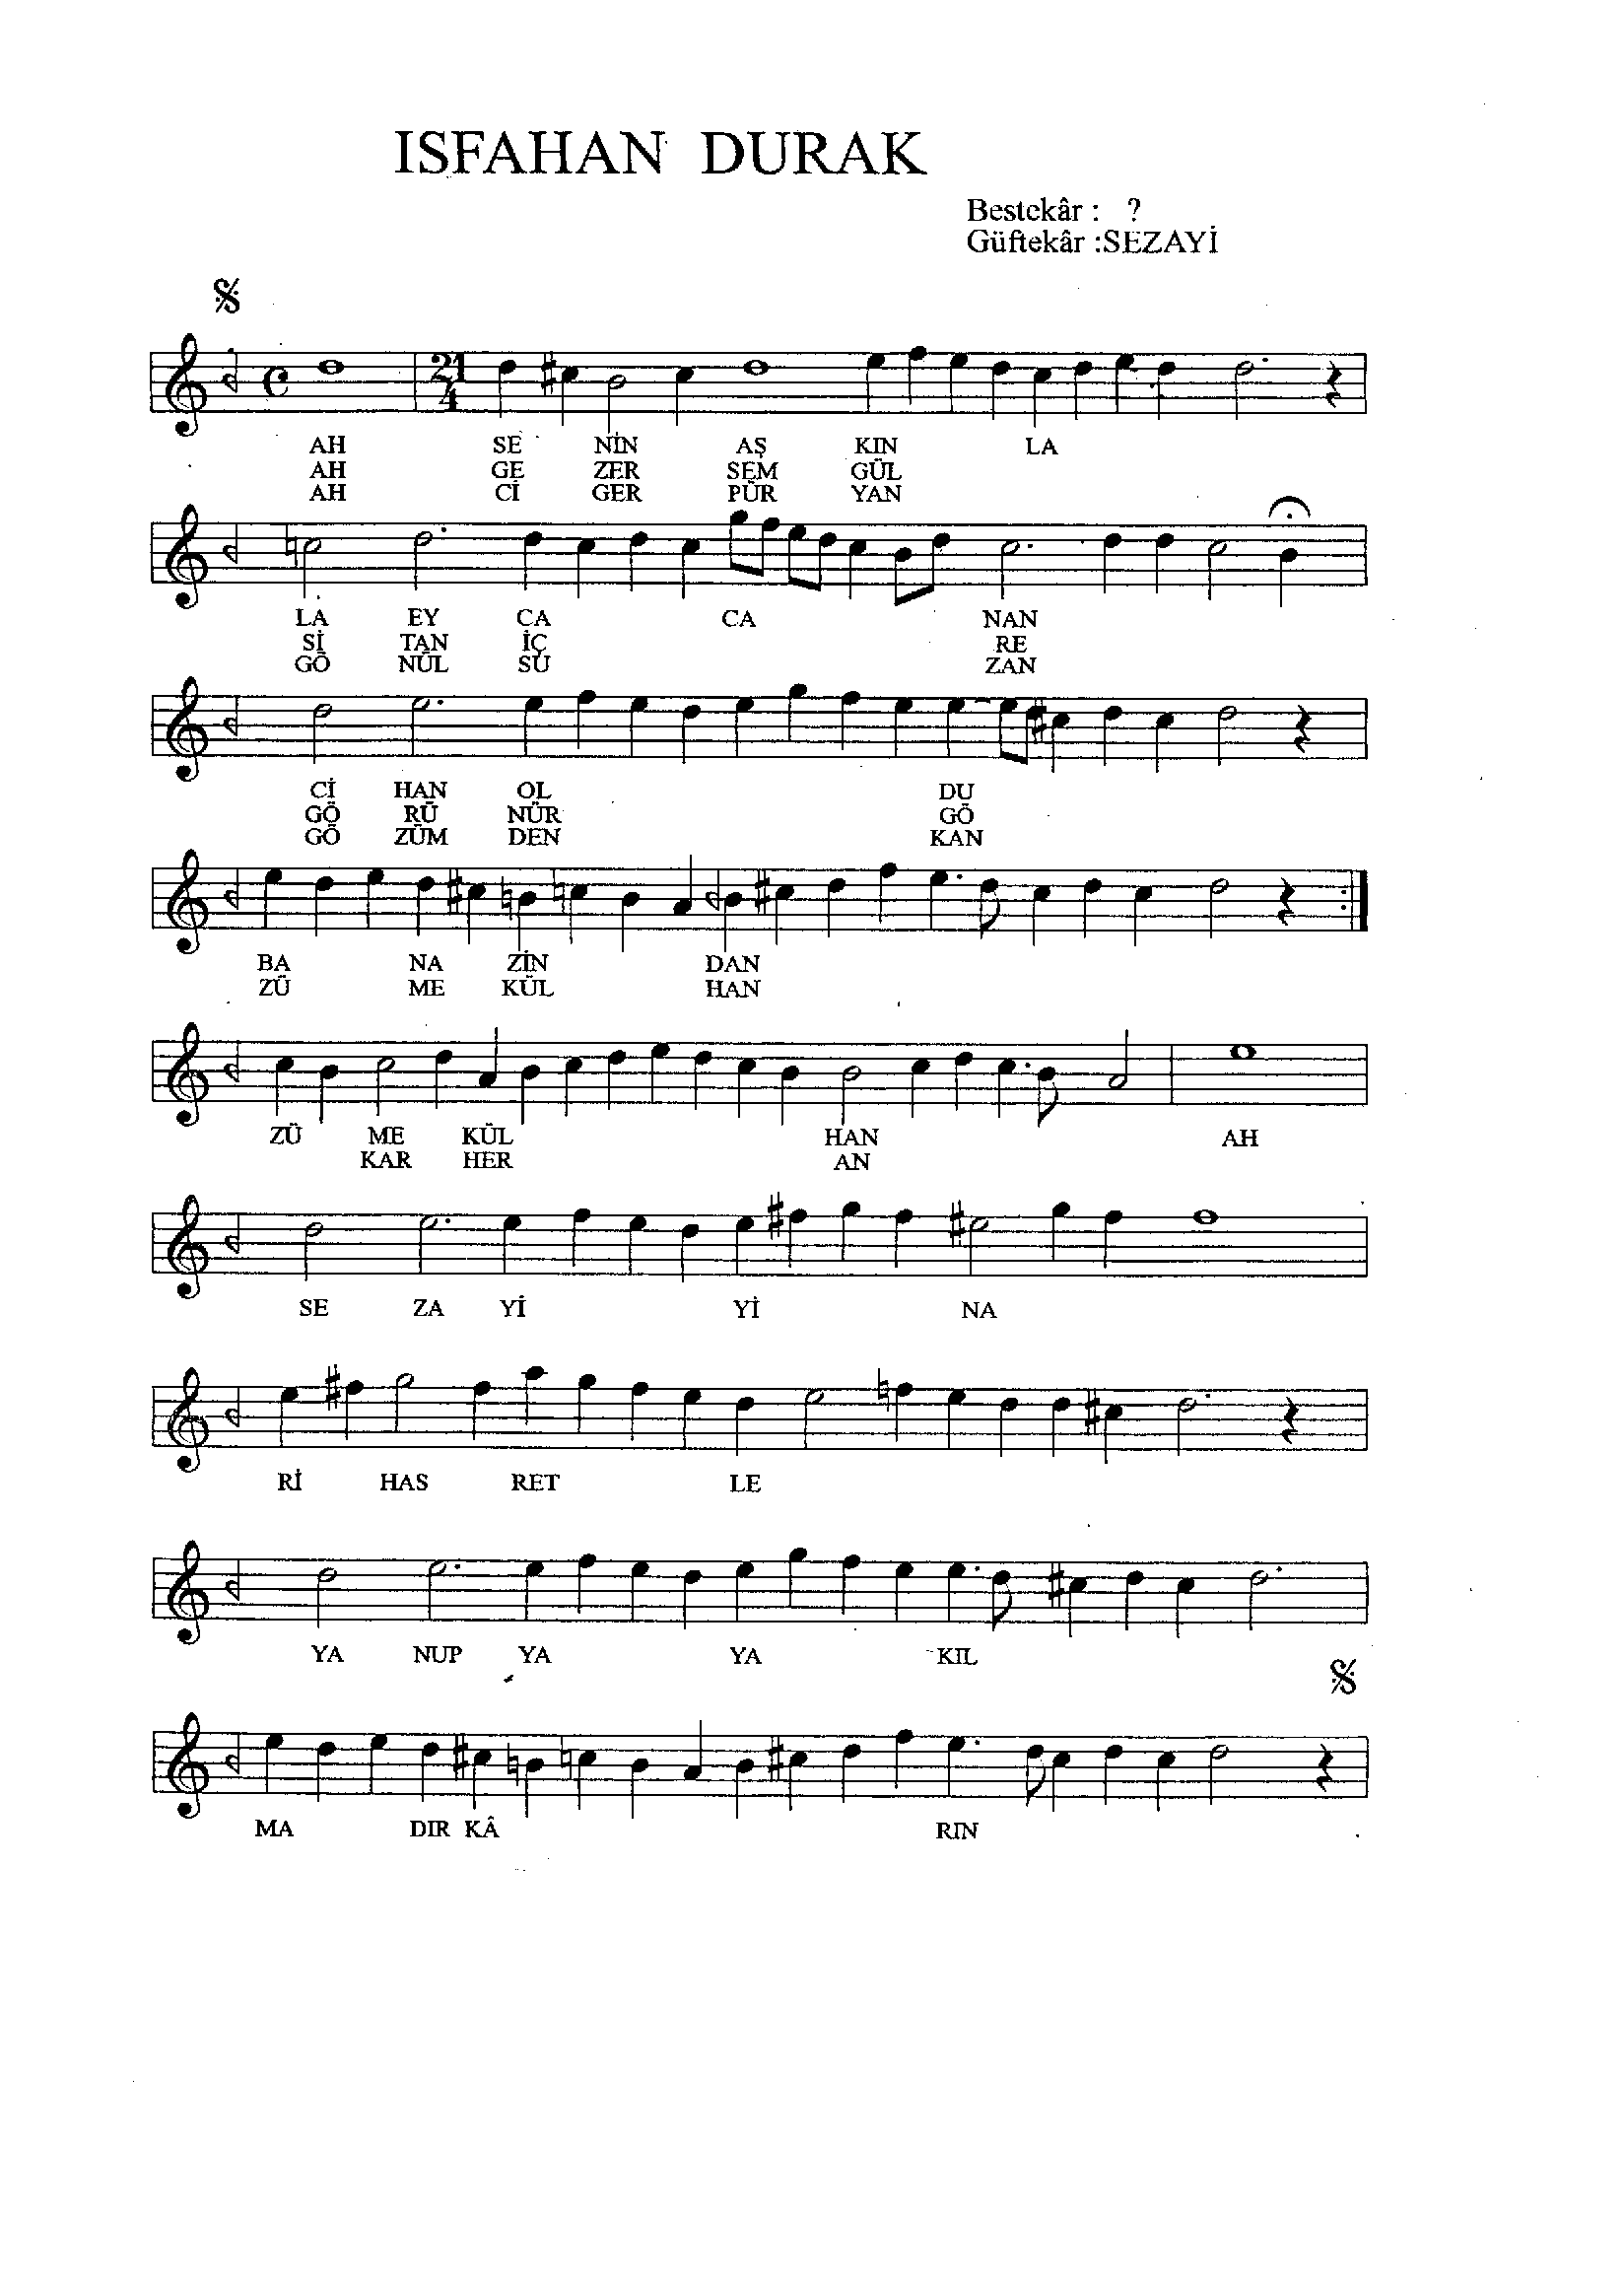 ISFAHAN DURAK
Bestekâr : ?
Güftekâr :SEZAYİ
21
4
AH SE NİN AŞ KIN LA
AH GE ZER SEM GÜL
AH Cİ GER PÜR YAN
LA EY CA CA NAN
Sİ TAN İÇ RE
GÖ NÜL SU ZAN
Cİ HAN OL DU
GÖ RÜ NÜR GÖ
GÖ ZÜM DEN KAN
BA NA ZİN DAN
ZÜ ME KÜL HAN
ZÜ ME KÜL HAN AH
KAR HER AN
SE ZA Yİ Yİ NA
Rİ HAS RET LE
YA NUP YA YA KIL
MA DIR KÂ RIN